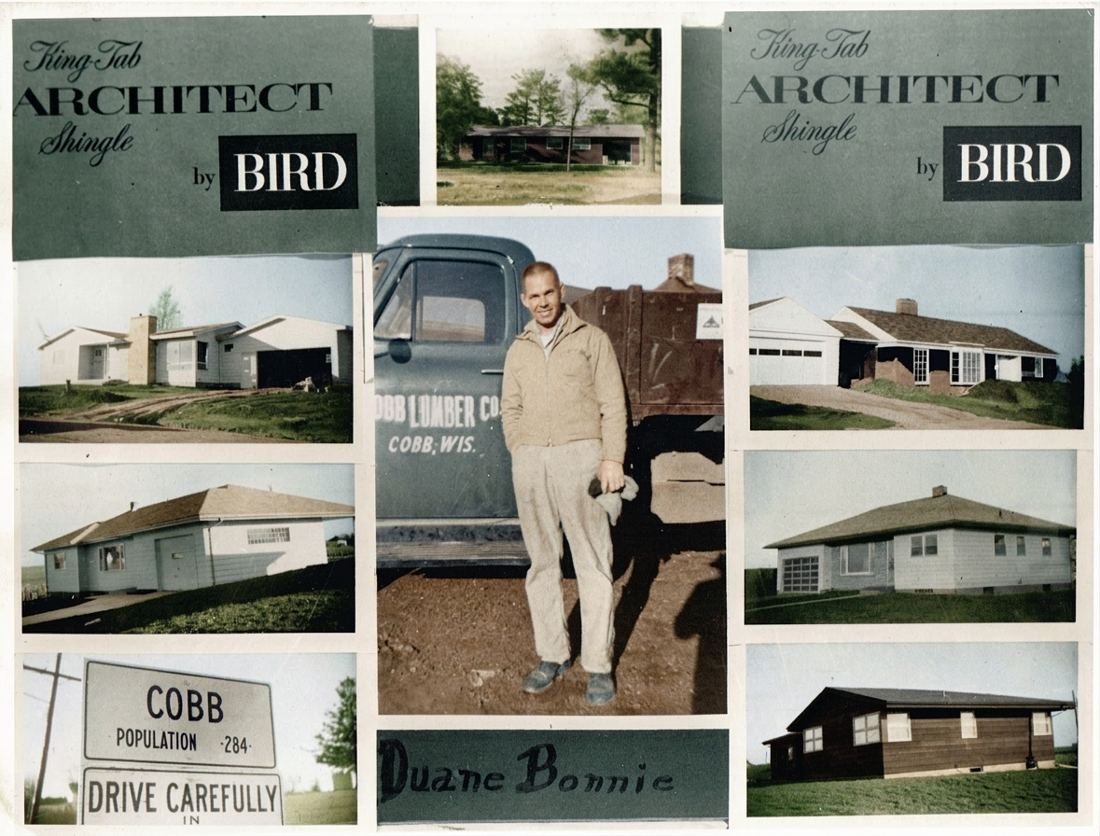 King-Tab
ARCHITECT
Shingle
by BIRD
King-Tab
ARCHITECT
Shingle
by BIRD
OBB LUMBER CO
COBB, WIS.
COBB
POPULATION ·284·
DRIVE CAREFULLY
IN
Duane Bonnie